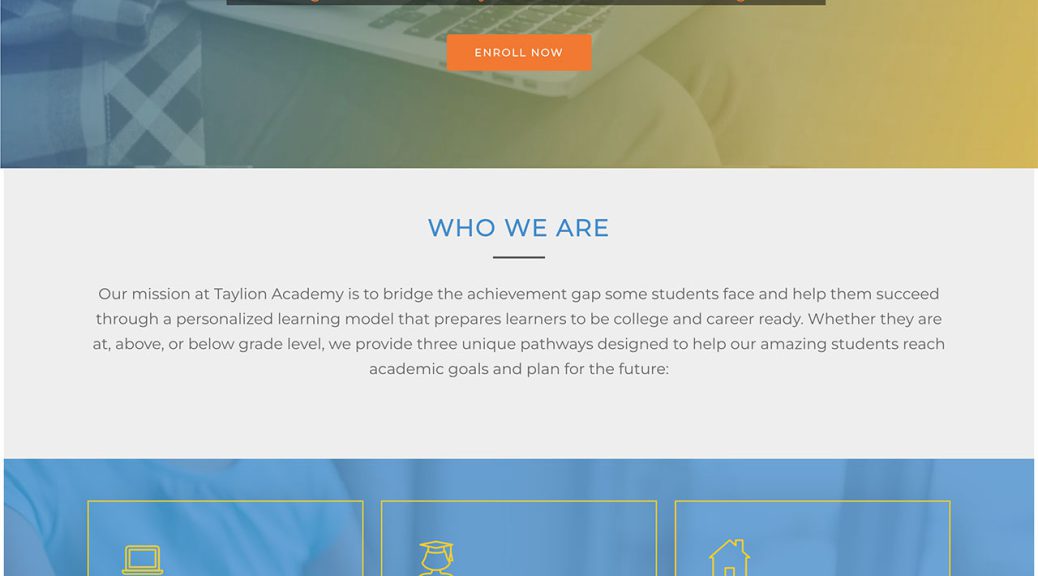 ENROLL NOW
WHO WE ARE
Our mission at Taylion Academy is to bridge the achievement gap some students face and help them succeed
through a personalized learning model that prepares learners to be college and career ready. Whether they are
at, above, or below grade level, we provide three unique pathways designed to help our amazing students reach
academic goals and plan for the future: